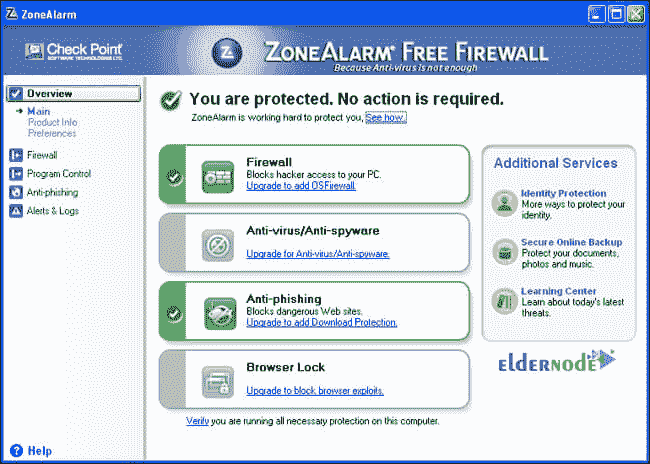 ZoneAlarm
Check Point
SOFTWARE TECHNOLOGIES LTD.
ZONEALARM® FREE FIREWALL
Because Anti-virus is not enough
Overview
Main
Product Info
Preferences
Firewall
Program Control
Anti-phishing
Alerts & Logs
Help
You are protected. No action is required.
ZoneAlarm is working hard to protect you, See how.
Firewall
Blocks hacker access to your PC.
Upgrade to add OSFirewall.
Anti-virus/Anti-spyware
Upgrade for Anti-virus/Anti-spyware.
Anti-phishing
Blocks dangerous Web sites.
Upgrade to add Download Protection.
Browser Lock
Upgrade to block browser exploits.
Verify you are running all necessary protection on this computer.
Additional Services
Identity Protection
More ways to protect your
identity.
Secure Online Backup
Protect your documents,
photos and music.
Learning Center
Learn about today's latest
threats.
ELDERNODE